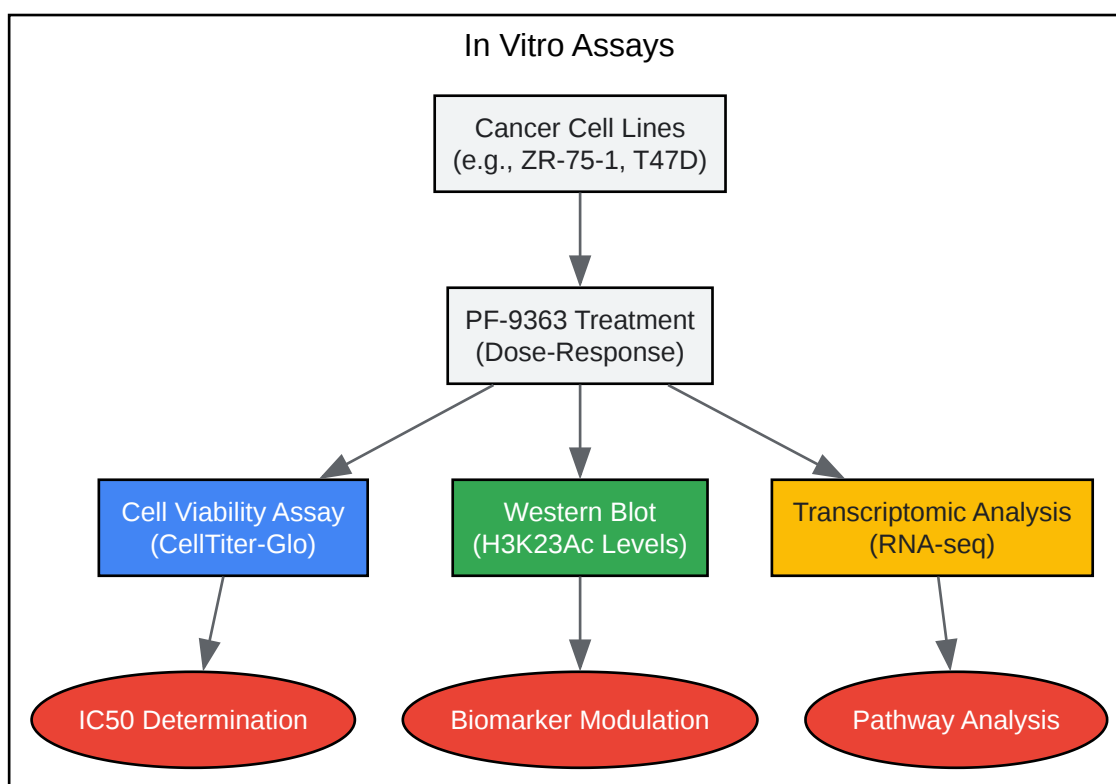 In Vitro Assays
Cancer Cell Lines
(e.g., ZR-75-1, T47D)
PF-9363 Treatment
(Dose-Response)
Cell Viability Assay
(CellTiter-Glo)
Western Blot
(H3K23Ac Levels)
Transcriptomic Analysis
(RNA-seq)
IC50 Determination
Biomarker Modulation
Pathway Analysis